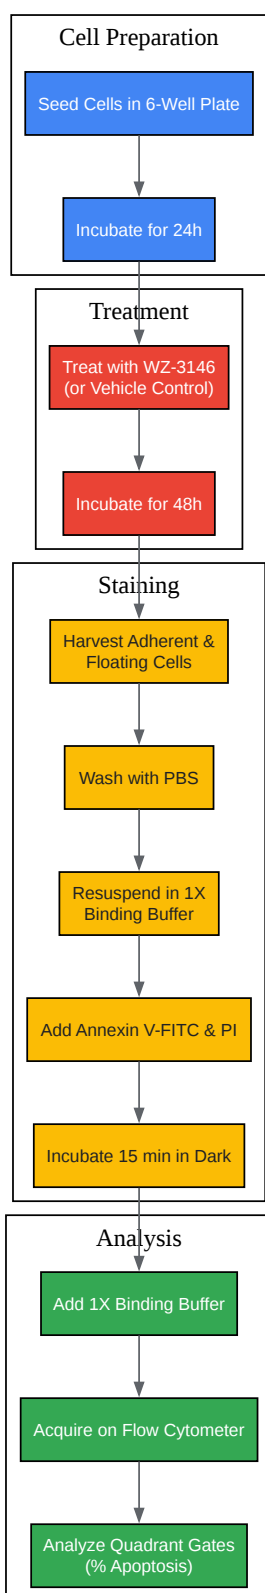 Cell Preparation
Seed Cells in 6-Well Plate
Incubate for 24h
Treatment
Treat with WZ-3146
(or Vehicle Control)
Incubate for 48h
Staining
Harvest Adherent &
Floating Cells
Wash with PBS
Resuspend in 1X
Binding Buffer
Add Annexin V-FITC & PI
Incubate 15 min in Dark
Analysis
Add 1X Binding Buffer
Acquire on Flow Cytometer
Analyze Quadrant Gates
(% Apoptosis)